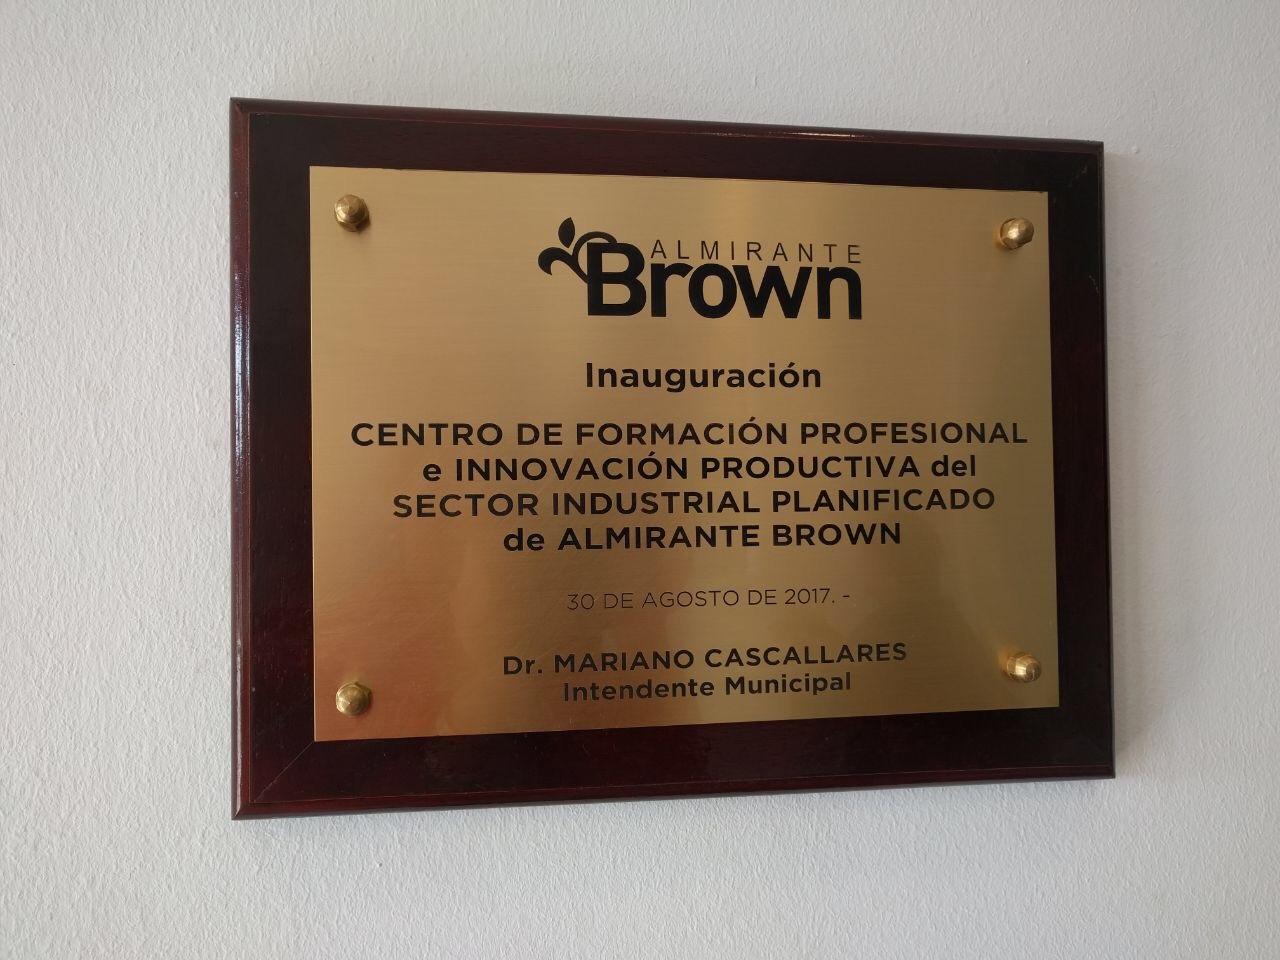 ALMIRANTE
Brown
Inauguración
CENTRO DE FORMACIÓN PROFESIONAL
e INNOVACIÓN PRODUCTIVA del
SECTOR INDUSTRIAL PLANIFICADO
de ALMIRANTE BROWN
30 DE AGOSTO DE 2017. -
Dr. MARIANO CASCALLARES
Intendente Municipal